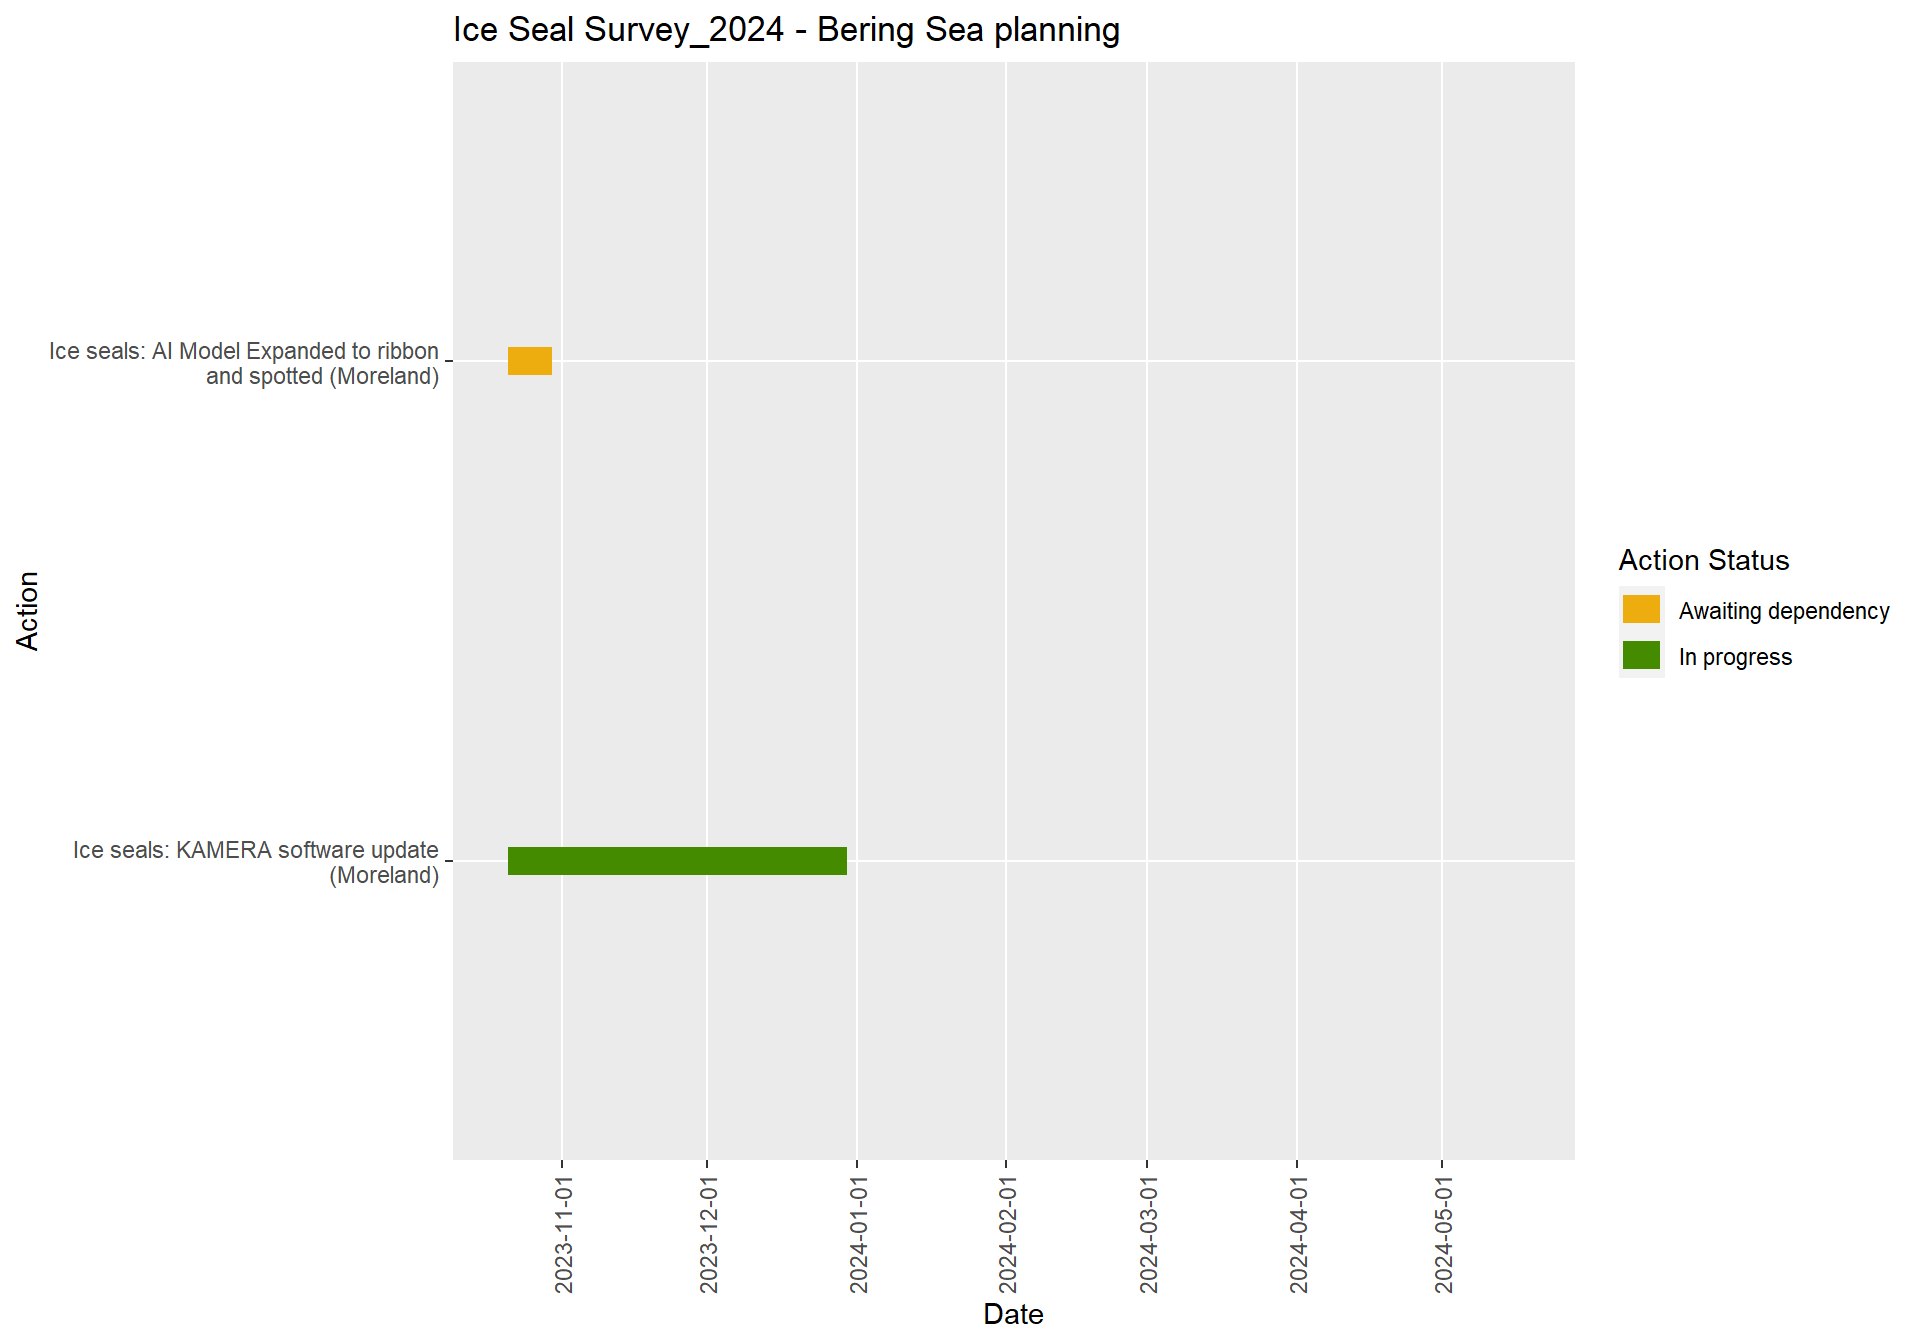 Ice Seal Survey_2024 - Bering Sea planning
Action
Ice seals: AI Model Expanded to ribbon
and spotted (Moreland)
Ice seals: KAMERA software update
(Moreland)
2023-11-01
2023-12-01
2024-01-01
2024-02-01
2024-03-01
2024-04-01
2024-05-01
Date
Action Status
Awaiting dependency
In progress